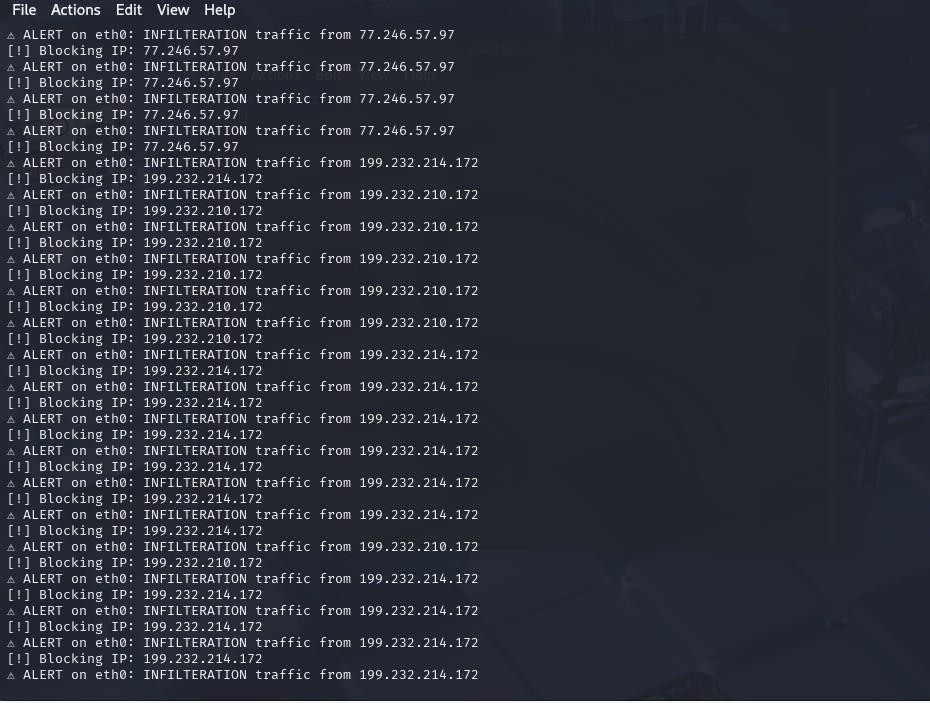 File Actions Edit View Help
⚠ ALERT on eth0: INFILTERATION traffic from 77.246.57.97
[!] Blocking IP: 77.246.57.97
⚠ ALERT on eth0: INFILTERATION traffic from 77.246.57.97
[!] Blocking IP: 77.246.57.97
⚠ ALERT on eth0: INFILTERATION traffic from 77.246.57.97
[!] Blocking IP: 77.246.57.97
⚠ ALERT on eth0: INFILTERATION traffic from 77.246.57.97
[!] Blocking IP: 77.246.57.97
⚠ ALERT on eth0: INFILTERATION traffic from 199.232.214.172
[!] Blocking IP: 199.232.214.172
⚠ ALERT on eth0: INFILTERATION traffic from 199.232.210.172
[!] Blocking IP: 199.232.210.172
⚠ ALERT on eth0: INFILTERATION traffic from 199.232.210.172
[!] Blocking IP: 199.232.210.172
⚠ ALERT on eth0: INFILTERATION traffic from 199.232.210.172
[!] Blocking IP: 199.232.210.172
⚠ ALERT on eth0: INFILTERATION traffic from 199.232.210.172
[!] Blocking IP: 199.232.210.172
⚠ ALERT on eth0: INFILTERATION traffic from 199.232.210.172
[!] Blocking IP: 199.232.210.172
⚠ ALERT on eth0: INFILTERATION traffic from 199.232.214.172
[!] Blocking IP: 199.232.214.172
⚠ ALERT on eth0: INFILTERATION traffic from 199.232.214.172
[!] Blocking IP: 199.232.214.172
⚠ ALERT on eth0: INFILTERATION traffic from 199.232.214.172
[!] Blocking IP: 199.232.214.172
⚠ ALERT on eth0: INFILTERATION traffic from 199.232.214.172
[!] Blocking IP: 199.232.214.172
⚠ ALERT on eth0: INFILTERATION traffic from 199.232.214.172
[!] Blocking IP: 199.232.214.172
⚠ ALERT on eth0: INFILTERATION traffic from 199.232.214.172
[!] Blocking IP: 199.232.214.172
⚠ ALERT on eth0: INFILTERATION traffic from 199.232.210.172
[!] Blocking IP: 199.232.210.172
⚠ ALERT on eth0: INFILTERATION traffic from 199.232.214.172
[!] Blocking IP: 199.232.214.172
⚠ ALERT on eth0: INFILTERATION traffic from 199.232.214.172
[!] Blocking IP: 199.232.214.172
⚠ ALERT on eth0: INFILTERATION traffic from 199.232.214.172
[!] Blocking IP: 199.232.214.172
⚠ ALERT on eth0: INFILTERATION traffic from 199.232.214.172